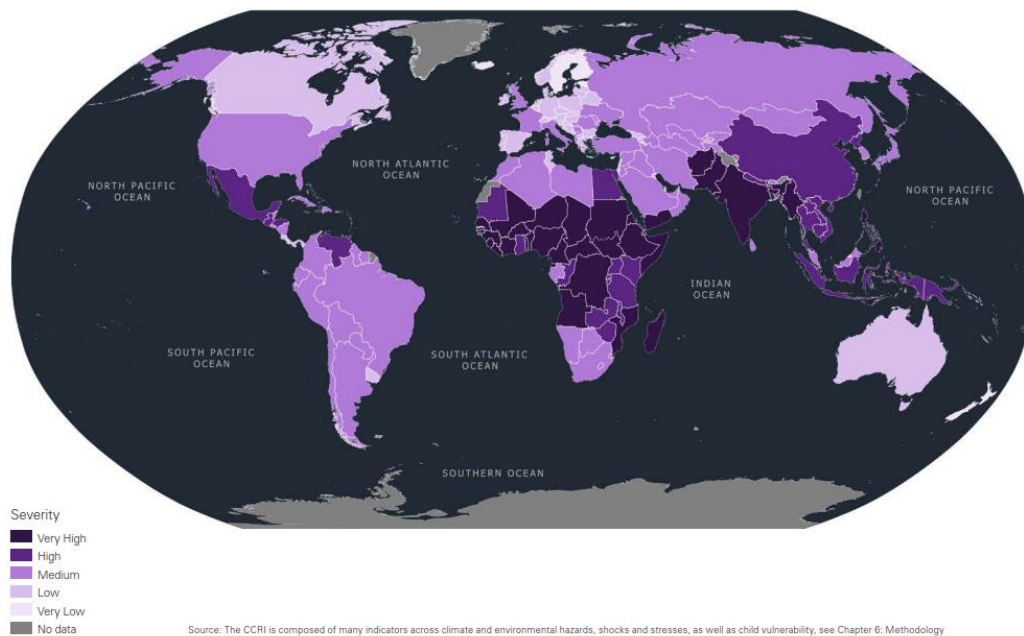 NORTH ATLANTIC
OCEAN
NORTH PACIFIC
OCEAN
NORTH PACIFIC
OCEAN
INDIAN
OCEAN
SOUTH PACIFIC
OCEAN
SOUTH ATLANTIC
OCEAN
SOUTHERN OCEAN
Severity
Very High
High
Medium
Low
Very Low
No data
Source: The CCRI is composed of many indicators across climate and environmental hazards, shocks and stresses, as well as child vulnerability, see Chapter 6: Methodology